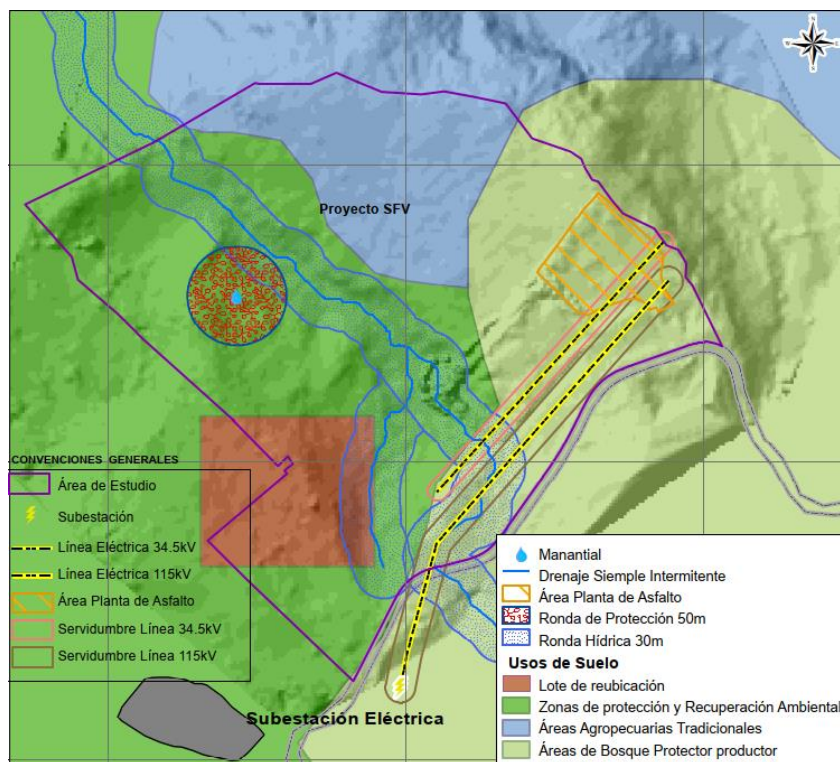 Proyecto SFV
CONVENCIONES GENERALES
Área de Estudio
Subestación
Línea Eléctrica 34.5kV
Línea Eléctrica 115kV
Área Planta de Asfalto
Servidumbre Línea 34.5kV
Servidumbre Línea 115kV
Subestación Eléctrica
Manantial
Drenaje Siemple Intermitente
Área Planta de Asfalto
Ronda de Protección 50m
Ronda Hídrica 30m
Usos de Suelo
Lote de reubicación
Zonas de protección y Recuperación Ambiental
Áreas Agropecuarias Tradicionales
Áreas de Bosque Protector productor